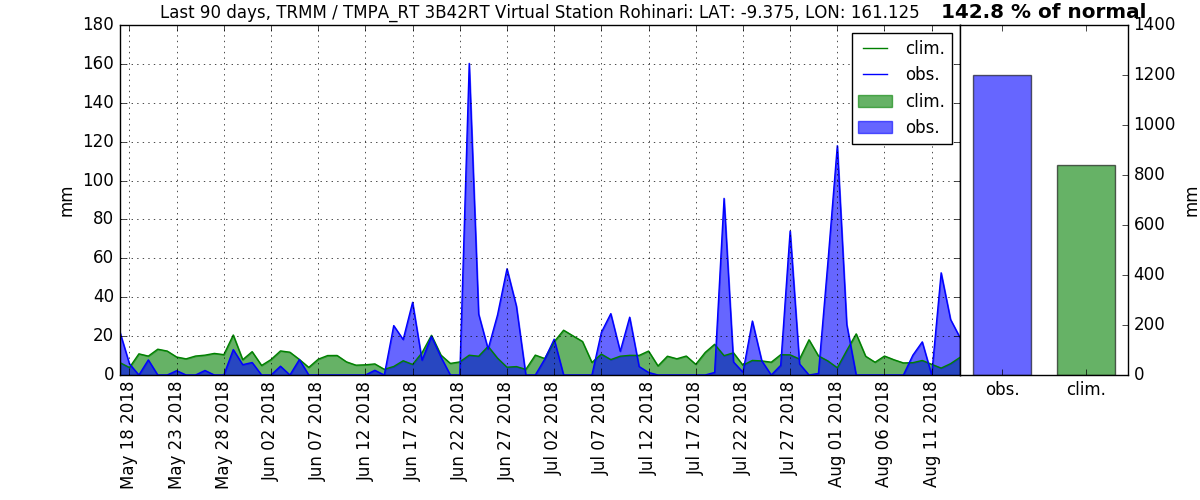 Last 90 days, TRMM / TMPA_RT 3B42RT Virtual Station Rohinari: LAT: -9.375, LON: 161.125
142.8 % of normal
180
160
140
120
100
80
60
40
20
0
mm
clim.
obs.
clim.
obs.
May 18 2018
May 23 2018
May 28 2018
Jun 02 2018
Jun 07 2018
Jun 12 2018
Jun 17 2018
Jun 22 2018
Jun 27 2018
Jul 02 2018
Jul 07 2018
Jul 12 2018
Jul 17 2018
Jul 22 2018
Jul 27 2018
Aug 01 2018
Aug 06 2018
Aug 11 2018
1400
1200
1000
800
600
400
200
0
mm
obs.
clim.